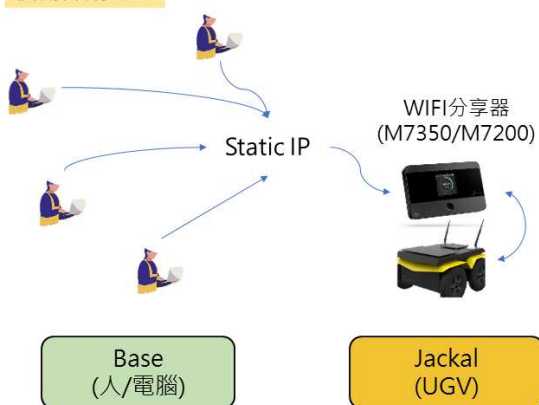 Static IP
WIFI分享器
(M7350/M7200)
Base
(人/電腦)
Jackal
(UGV)